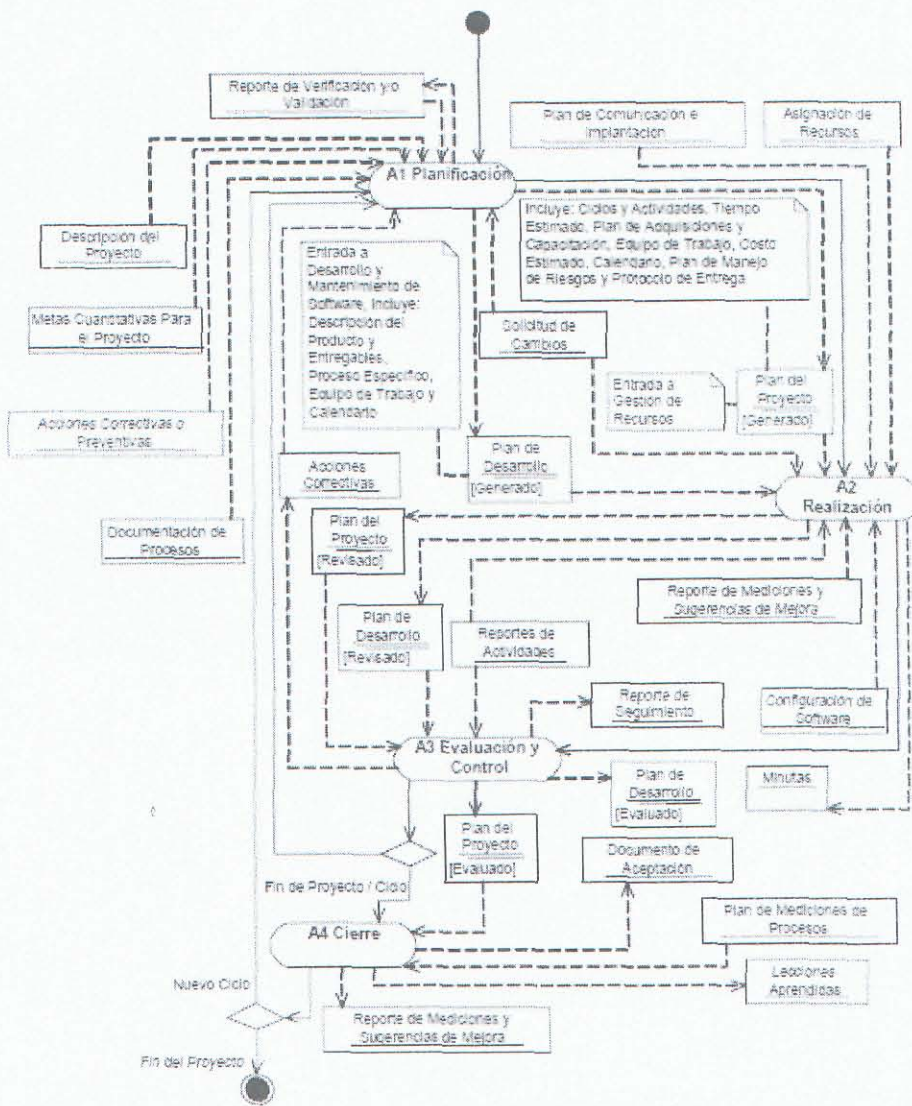 Reporte de Verificación y/o
Validación
Plan de Comunicación e
Implantación
Asignación de
Recursos
A1 Planificación
Descripción del
Proyecto
Metas Cuantitativas Para
el Proyecto
Acciones Correctivas o
Preventivas
Documentación de
Procesos
Entrada a
Desarrollo y
Mantenimiento de
Software, Incluye:
Descripción del
Producto y
Entregables,
Proceso Específico,
Equipo de Trabajo y
Calendario
Incluye: Ciclos y Actividades, Tiempo
Estimado, Plan de Adquisiciones y
Capacitación, Equipo de Trabajo, Costo
Estimado, Calendario, Plan de Manejo
de Riesgos y Protocolo de Entrega
Solicitud de
Cambios
Entrada a
Gestión de
Recursos
Plan del
Proyecto
[Generado]
Acciones
Correctivas
Plan de
Desarrollo
[Generado]
A2
Realización
Plan del
Proyecto
[Revisado]
Plan de
Desarrollo
[Revisado]
Reportes de
Actividades
Reporte de Mediciones y
Sugerencias de Mejora
Reporte de
Seguimiento
Configuración de
Software
A3 Evaluación y
Control
Plan de
Desarrollo
[Evaluado]
Minutas
Plan del
Proyecto
[Evaluado]
Documento de
Aceptación
Fin de Proyecto / Ciclo
A4 Cierre
Plan de Mediciones de
Procesos
Lecciones
Aprendidas
Nuevo Ciclo
Reporte de Mediciones y
Sugerencias de Mejora
Fin del Proyecto